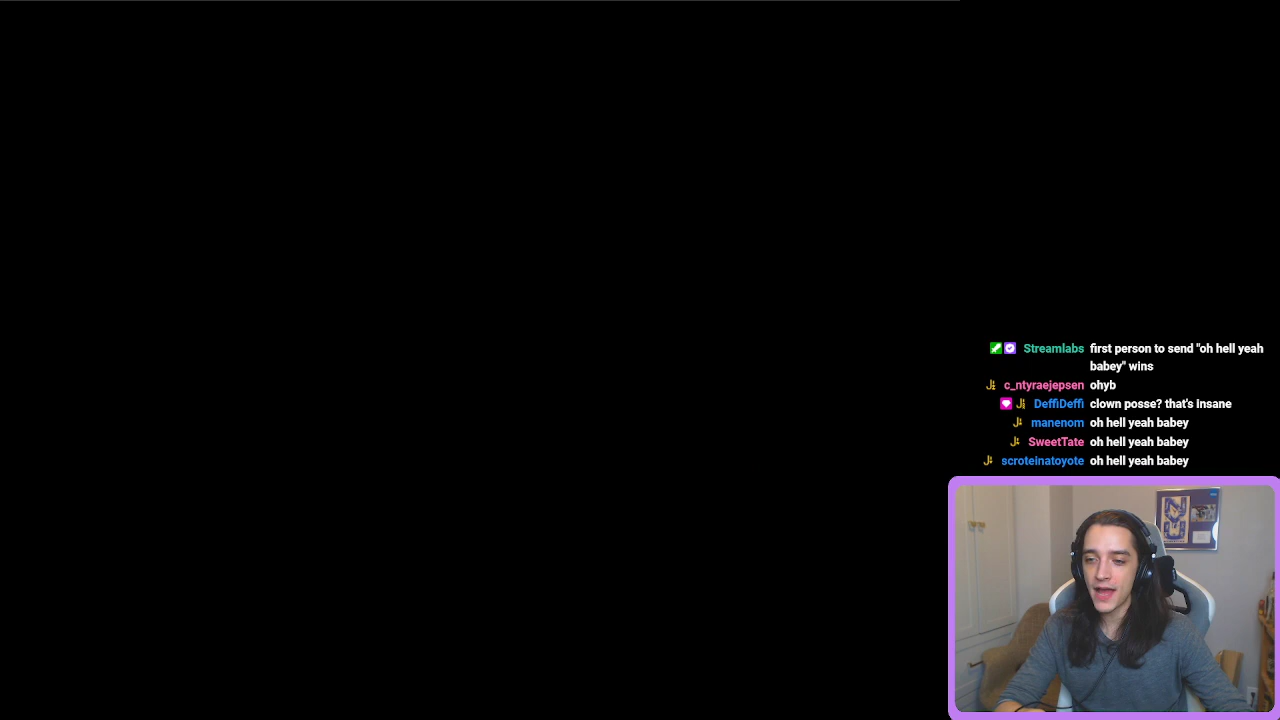 Streamlabs first person to send "oh hell yeah
babey" wins
c_ntyraejepsen ohyb
DeffiDeffi clown posse? that's insane
manenom oh hell yeah babey
SweetTate oh hell yeah babey
scroteinatoyote oh hell yeah babey